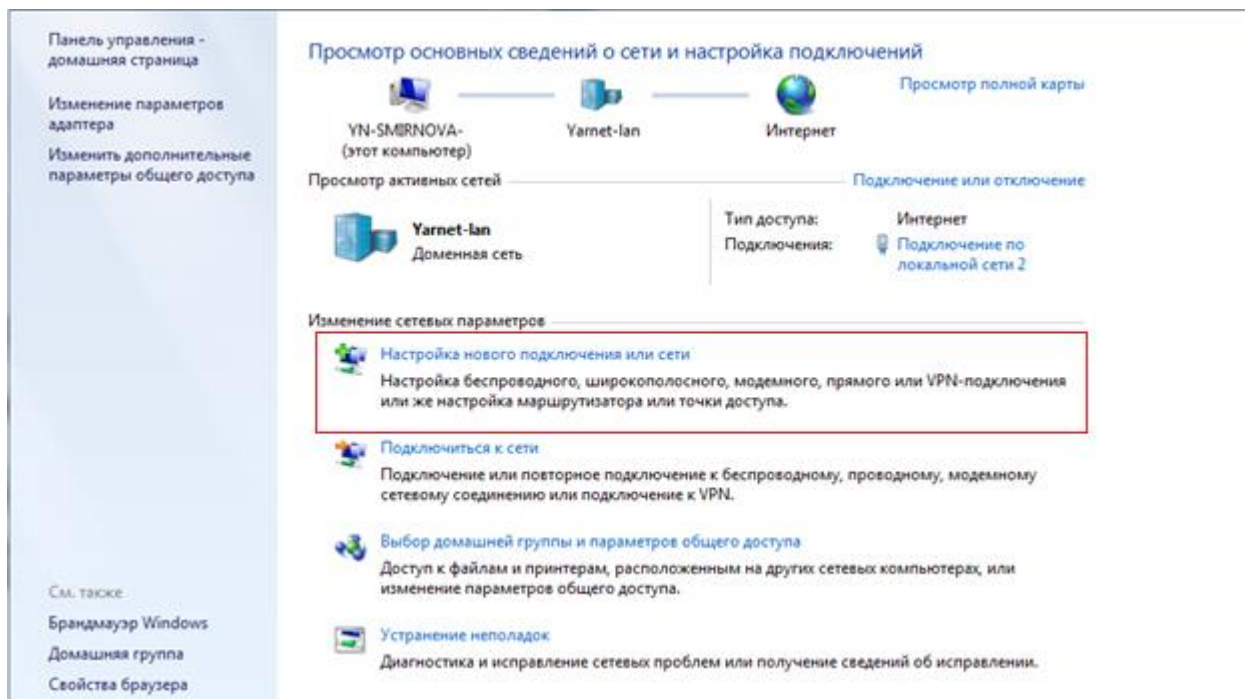 Панель управления -
домашняя страница
Изменение параметров
адаптера
Изменить дополнительные
параметры общего доступа
Просмотр основных сведений о сети и настройка подключений
Просмотр полной карты
YN-SMIRNOVA-
(этот компьютер)
Yarnet-lan
Интернет
Просмотр активных сетей
Подключение или отключение
Yarnet-lan
Доменная сеть
Тип доступа: Интернет
Подключения: Подключение по
локальной сети 2
Изменение сетевых параметров
Настройка нового подключения или сети
Настройка беспроводного, широкополосного, модемного, прямого или VPN-подключения
или же настройка маршрутизатора или точки доступа.
Подключиться к сети
Подключение или повторное подключение к беспроводному, проводному, модемному
сетевому соединению или подключение к VPN.
Выбор домашней группы и параметров общего доступа
Доступ к файлам и принтерам, расположенным на других сетевых компьютерах, или
изменение параметров общего доступа.
Устранение неполадок
Диагностика и исправление сетевых проблем или получение сведений об исправлении.
См. также
Брандмауэр Windows
Домашняя группа
Свойства браузера